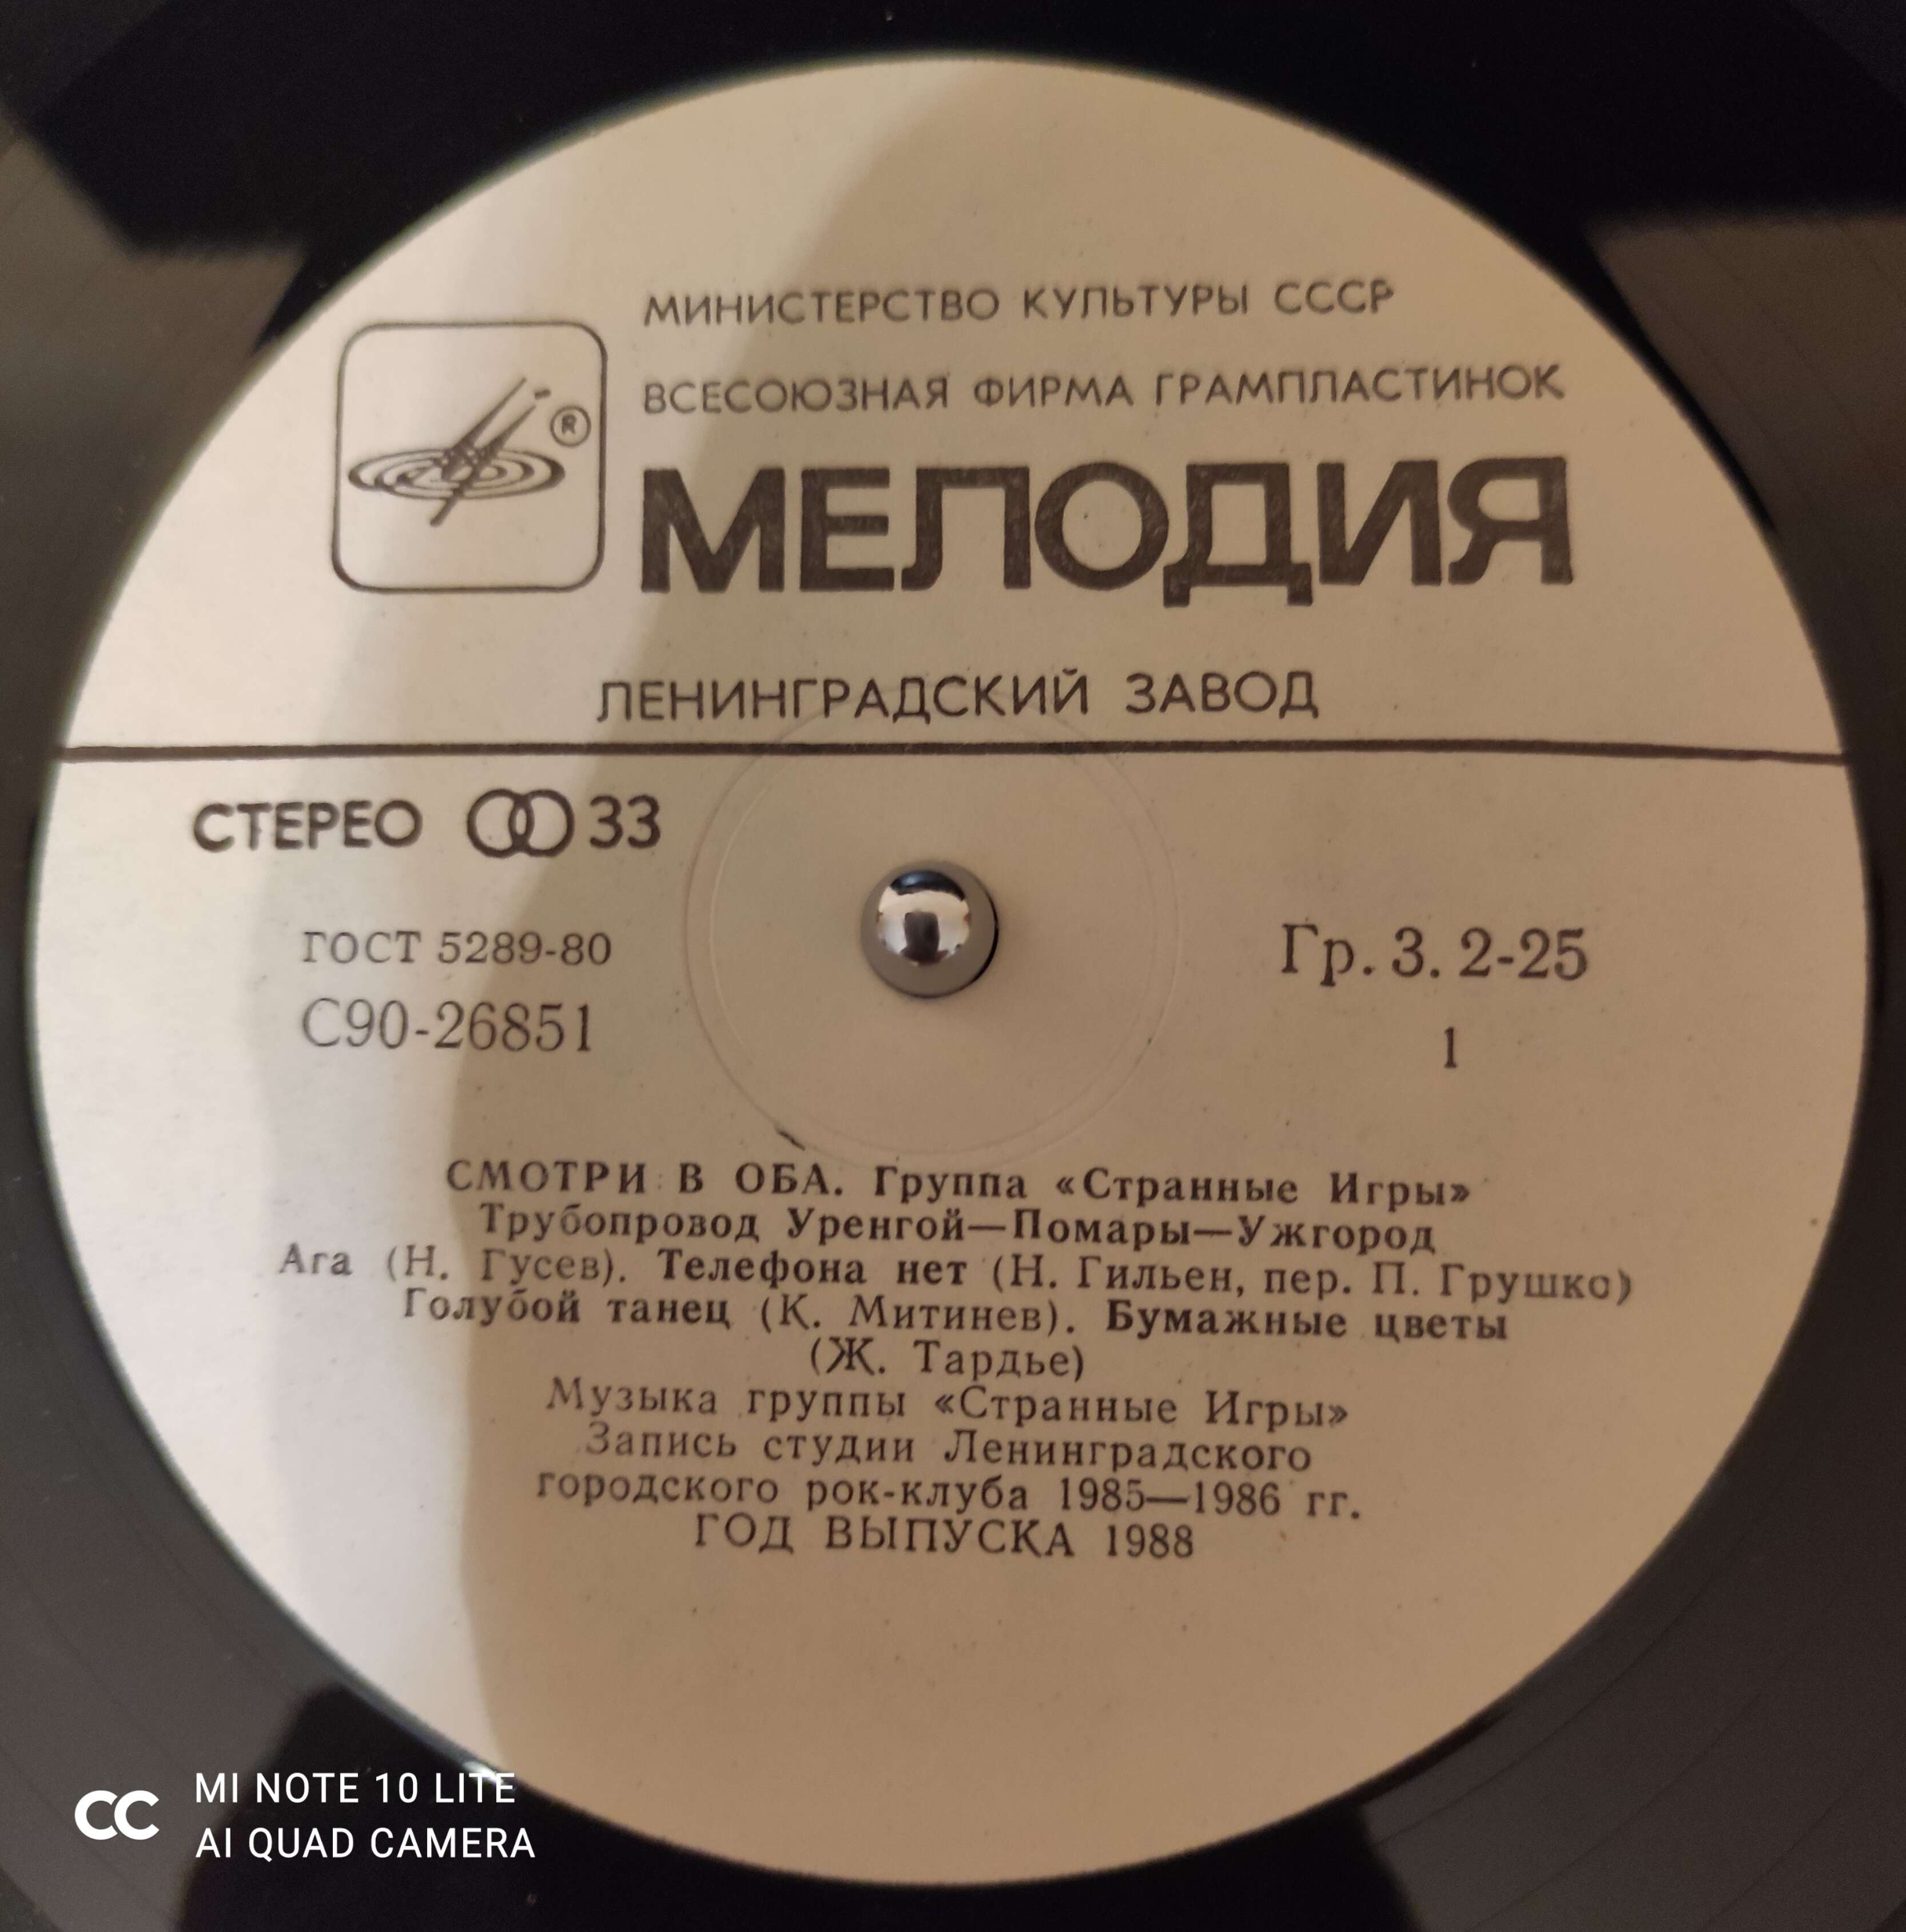 МИНИСТЕРСТВО КУЛЬТУРЫ СССР
ВСЕСОЮЗНАЯ ФИРМА ГРАМПЛАСТИНОК
®
МЕЛОДИЯ
ЛЕНИНГРАДСКИЙ ЗАВОД
СТЕРЕО 33
ГОСТ 5289-80
Гр. 3. 2-25
С90-26851
1
СМОТРИ В ОБА. Группа «Странные Игры»
Трубопровод Уренгой—Помары—Ужгород
Ага (Н. Гусев). Телефона нет (Н. Гильен, пер. П. Грушко)
Голубой танец (К. Митинев). Бумажные цветы
(Ж. Тардье)
Музыка группы «Странные Игры»
Запись студии Ленинградского
городского рок-клуба 1985—1986 гг.
ГОД ВЫПУСКА 1988
MI NOTE 10 LITE
AI QUAD CAMERA